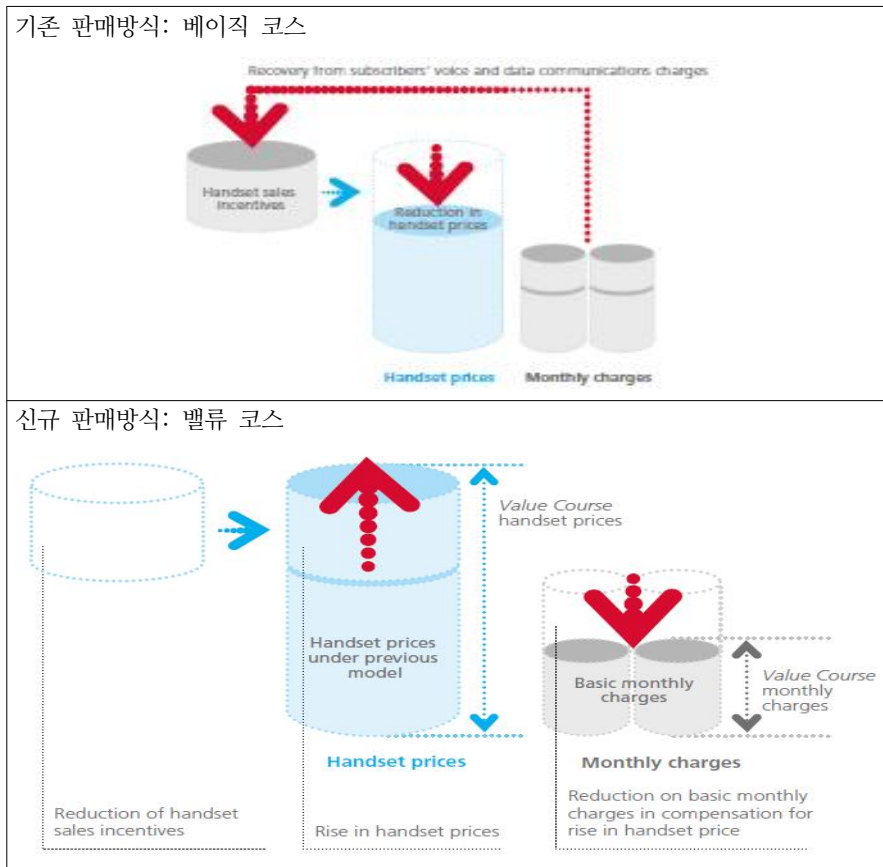 기존 판매방식: 베이직 코스
Recovery from subscribers' voice and data communications charges
Handset sales
incentives
Reduction in
handset prices
Handset prices
Monthly charges
신규 판매방식: 밸류 코스
Value Course
handset prices
Handset prices
under previous
model
Basic monthly
charges
Value Course
monthly
charges
Handset prices
Monthly charges
Reduction of handset
sales incentives
Rise in handset prices
Reduction on basic monthly
charges in compensation for
rise in handset price